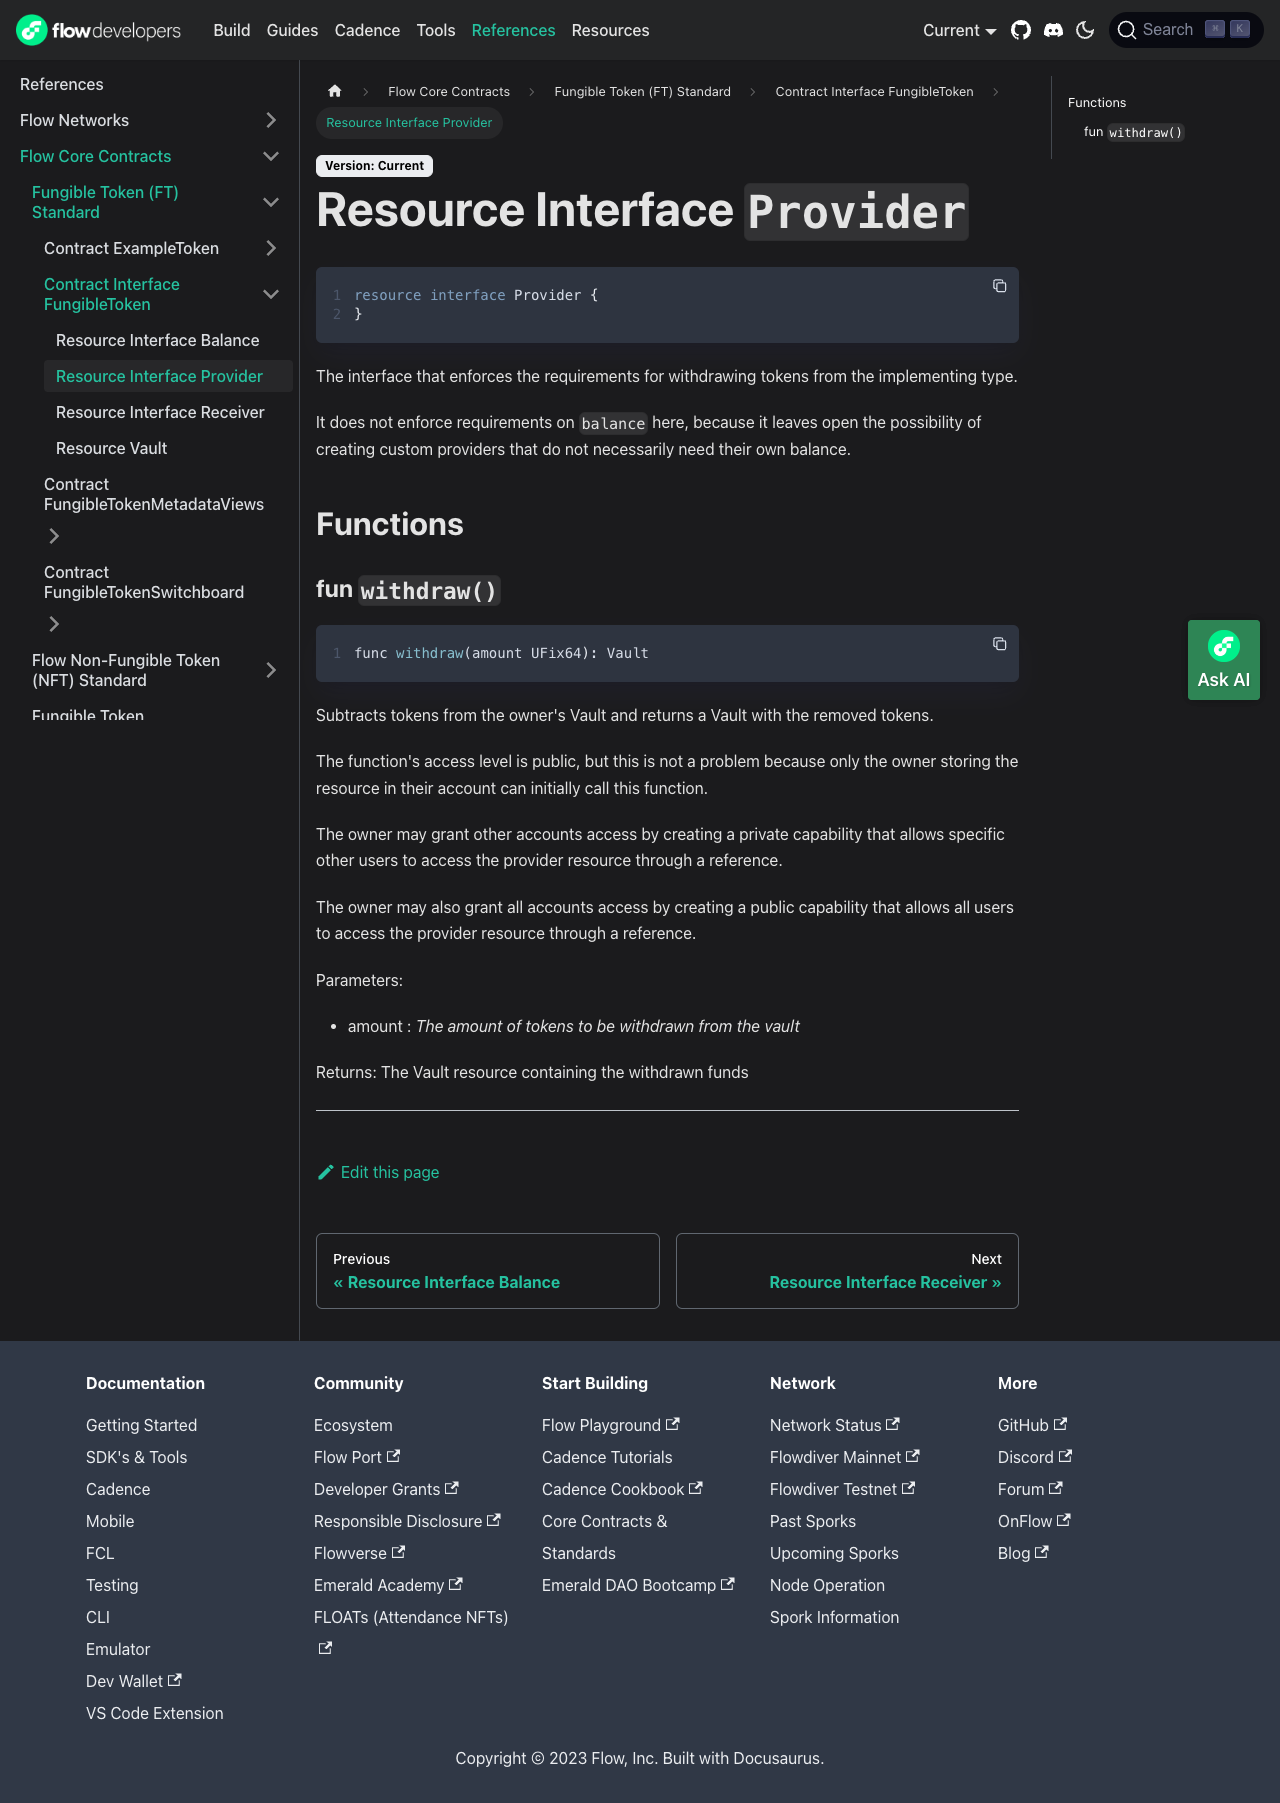 flowdevelopers
Build Guides Cadence Tools References Resources
Current
Search ⌘ K
References
Flow Networks
Flow Core Contracts
Fungible Token (FT)
Standard
Contract ExampleToken
Contract Interface
FungibleToken
Resource Interface Balance
Resource Interface Provider
Resource Interface Receiver
Resource Vault
Contract
FungibleTokenMetadataViews
Contract
FungibleTokenSwitchboard
Flow Non-Fungible Token
(NFT) Standard
Fungible Token
Flow Core Contracts
Fungible Token (FT) Standard
Contract Interface FungibleToken
Resource Interface Provider
Version: Current
Resource Interface Provider
1 resource interface Provider {
2 }
The interface that enforces the requirements for withdrawing tokens from the implementing type.
It does not enforce requirements on balance here, because it leaves open the possibility of
creating custom providers that do not necessarily need their own balance.
Functions
fun withdraw()
1 func withdraw(amount UFix64): Vault
Subtracts tokens from the owner's Vault and returns a Vault with the removed tokens.
The function's access level is public, but this is not a problem because only the owner storing the
resource in their account can initially call this function.
The owner may grant other accounts access by creating a private capability that allows specific
other users to access the provider resource through a reference.
The owner may also grant all accounts access by creating a public capability that allows all users
to access the provider resource through a reference.
Parameters:
• amount : The amount of tokens to be withdrawn from the vault
Returns: The Vault resource containing the withdrawn funds
Edit this page
Previous
« Resource Interface Balance
Next
Resource Interface Receiver »
Functions
fun withdraw()
Ask AI
Documentation
Getting Started
SDK's & Tools
Cadence
Mobile
FCL
Testing
CLI
Emulator
Dev Wallet
VS Code Extension
Community
Ecosystem
Flow Port
Developer Grants
Responsible Disclosure
Flowverse
Emerald Academy
FLOATs (Attendance NFTs)
Start Building
Flow Playground
Cadence Tutorials
Cadence Cookbook
Core Contracts &
Standards
Emerald DAO Bootcamp
Network
Network Status
Flowdiver Mainnet
Flowdiver Testnet
Past Sporks
Upcoming Sporks
Node Operation
Spork Information
More
GitHub
Discord
Forum
OnFlow
Blog
Copyright © 2023 Flow, Inc. Built with Docusaurus.